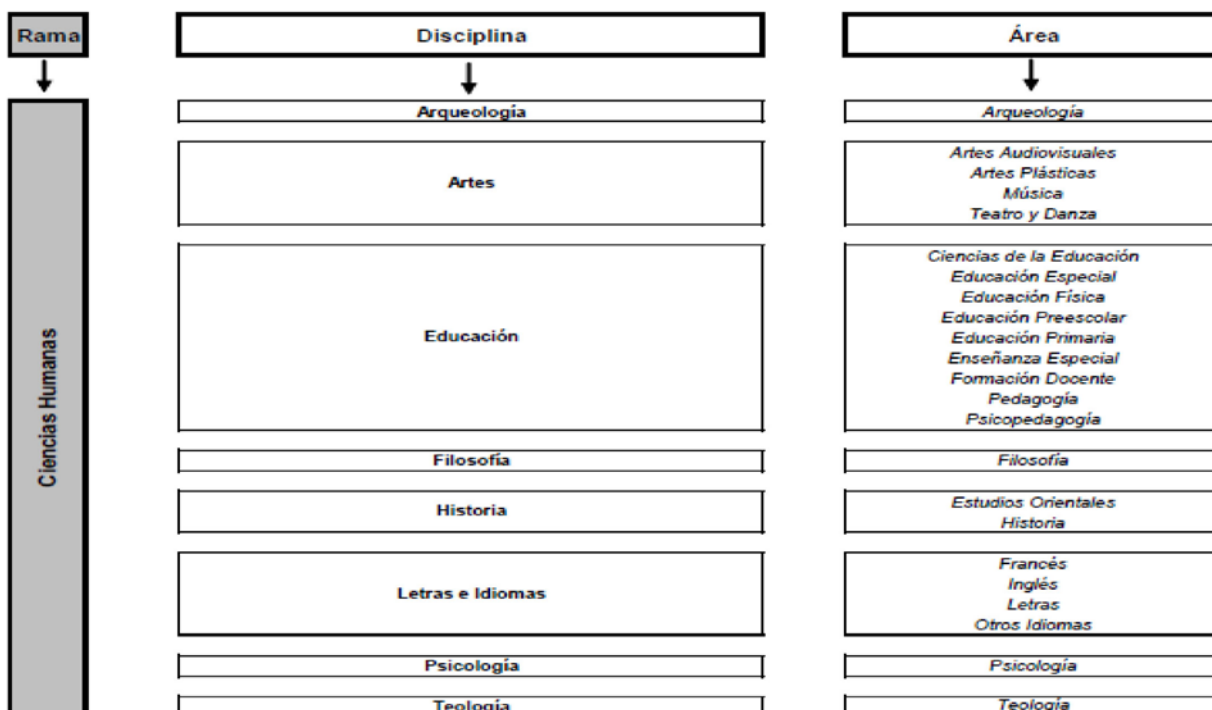 Rama
Disciplina
Área
Ciencias Humanas
Arqueología
Arqueología
Artes
Artes Audiovisuales
Artes Plásticas
Música
Teatro y Danza
Educación
Ciencias de la Educación
Educación Especial
Educación Física
Educación Preescolar
Educación Primaria
Enseñanza Especial
Formación Docente
Pedagogía
Psicopedagogía
Filosofía
Filosofía
Historia
Estudios Orientales
Historia
Letras e Idiomas
Francés
Inglés
Letras
Otros Idiomas
Psicología
Psicología
Teología
Teología